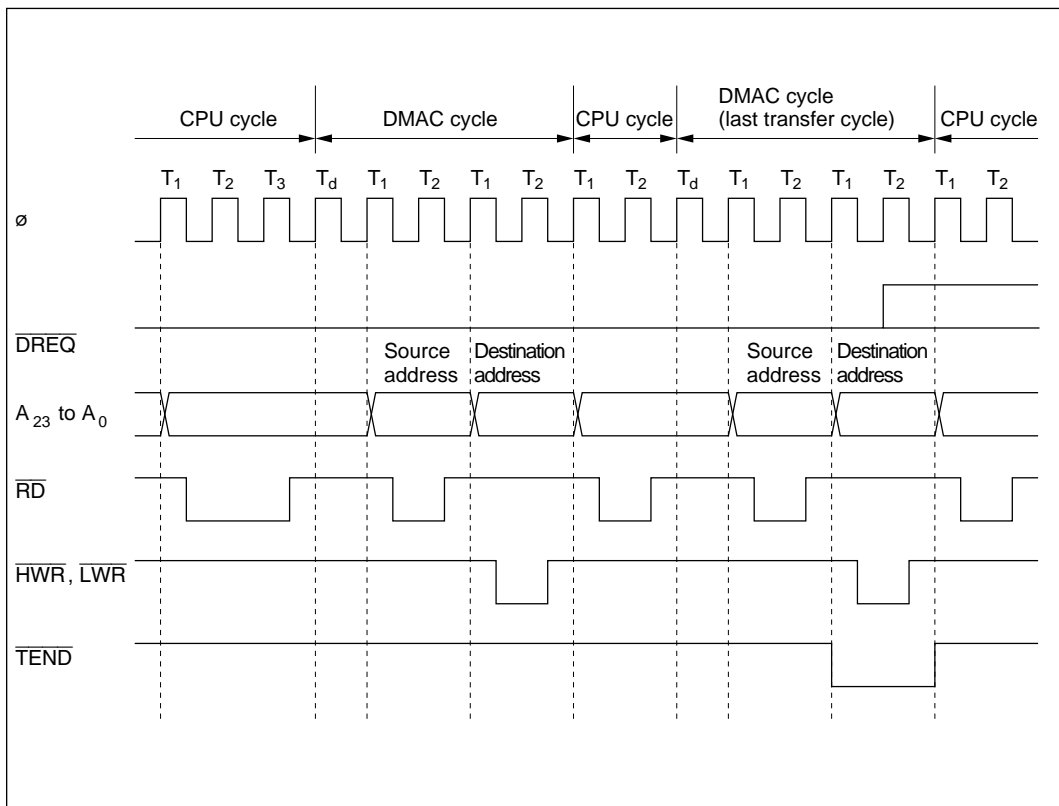 DMAC cycle
(last transfer cycle)
CPU cycle DMAC cycle CPU cycle CPU cycle
T1 T2 T3 Td T1 T2 T1 T2 T1 T2 Td T1 T2 T1 T2 T1 T2
ø
DREQ
Source address
Destination address
Source address
Destination address
A23 to A0
RD
HWR, LWR
TEND